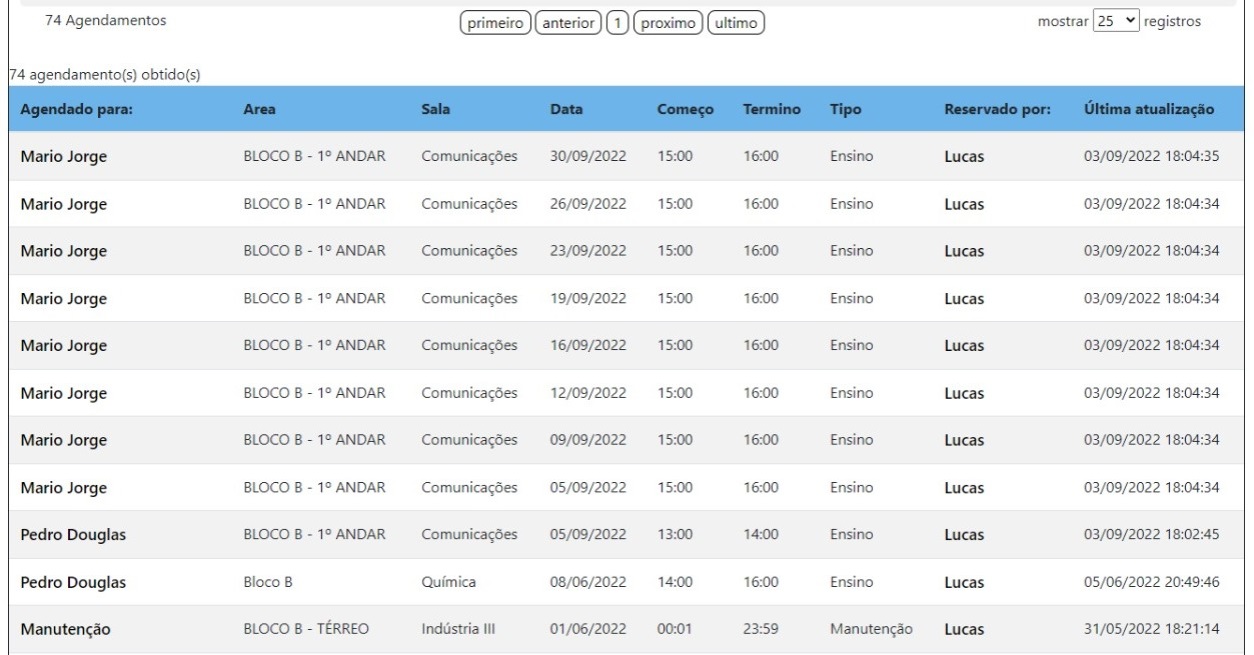 74 Agendamentos primeiro anterior 1 proximo ultimo mostrar 25 registros
74 agendamento(s) obtido(s)
Agendado para: Area Sala Data Começo Termino Tipo Reservado por: Última atualização
Mario Jorge BLOCO B - 1º ANDAR Comunicações 30/09/2022 15:00 16:00 Ensino Lucas 03/09/2022 18:04:35
Mario Jorge BLOCO B - 1º ANDAR Comunicações 26/09/2022 15:00 16:00 Ensino Lucas 03/09/2022 18:04:34
Mario Jorge BLOCO B - 1º ANDAR Comunicações 23/09/2022 15:00 16:00 Ensino Lucas 03/09/2022 18:04:34
Mario Jorge BLOCO B - 1º ANDAR Comunicações 19/09/2022 15:00 16:00 Ensino Lucas 03/09/2022 18:04:34
Mario Jorge BLOCO B - 1º ANDAR Comunicações 16/09/2022 15:00 16:00 Ensino Lucas 03/09/2022 18:04:34
Mario Jorge BLOCO B - 1º ANDAR Comunicações 12/09/2022 15:00 16:00 Ensino Lucas 03/09/2022 18:04:34
Mario Jorge BLOCO B - 1º ANDAR Comunicações 09/09/2022 15:00 16:00 Ensino Lucas 03/09/2022 18:04:34
Mario Jorge BLOCO B - 1º ANDAR Comunicações 05/09/2022 15:00 16:00 Ensino Lucas 03/09/2022 18:04:34
Pedro Douglas BLOCO B - 1º ANDAR Comunicações 05/09/2022 13:00 14:00 Ensino Lucas 03/09/2022 18:02:45
Pedro Douglas Bloco B Química 08/06/2022 14:00 16:00 Ensino Lucas 05/06/2022 20:49:46
Manutenção BLOCO B - TÉRREO Indústria III 01/06/2022 00:01 23:59 Manutenção Lucas 31/05/2022 18:21:14